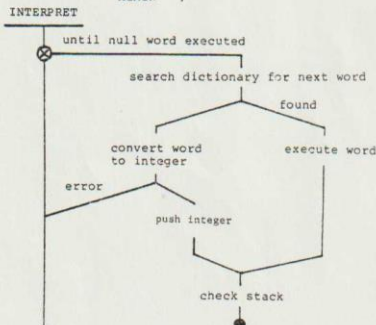 INTERPRET
until null word executed
search dictionary for next word
found
convert word
to integer
execute word
error
push integer
check stack